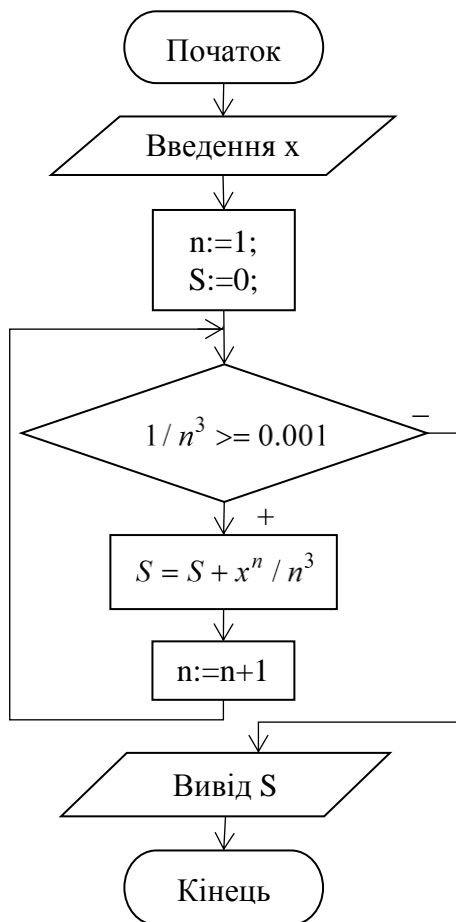 Початок
Введення x
n:=1;
S:=0;
1 / n³ >= 0.001
–
+
S = S + xⁿ / n³
n:=n+1
Вивід S
Кінець